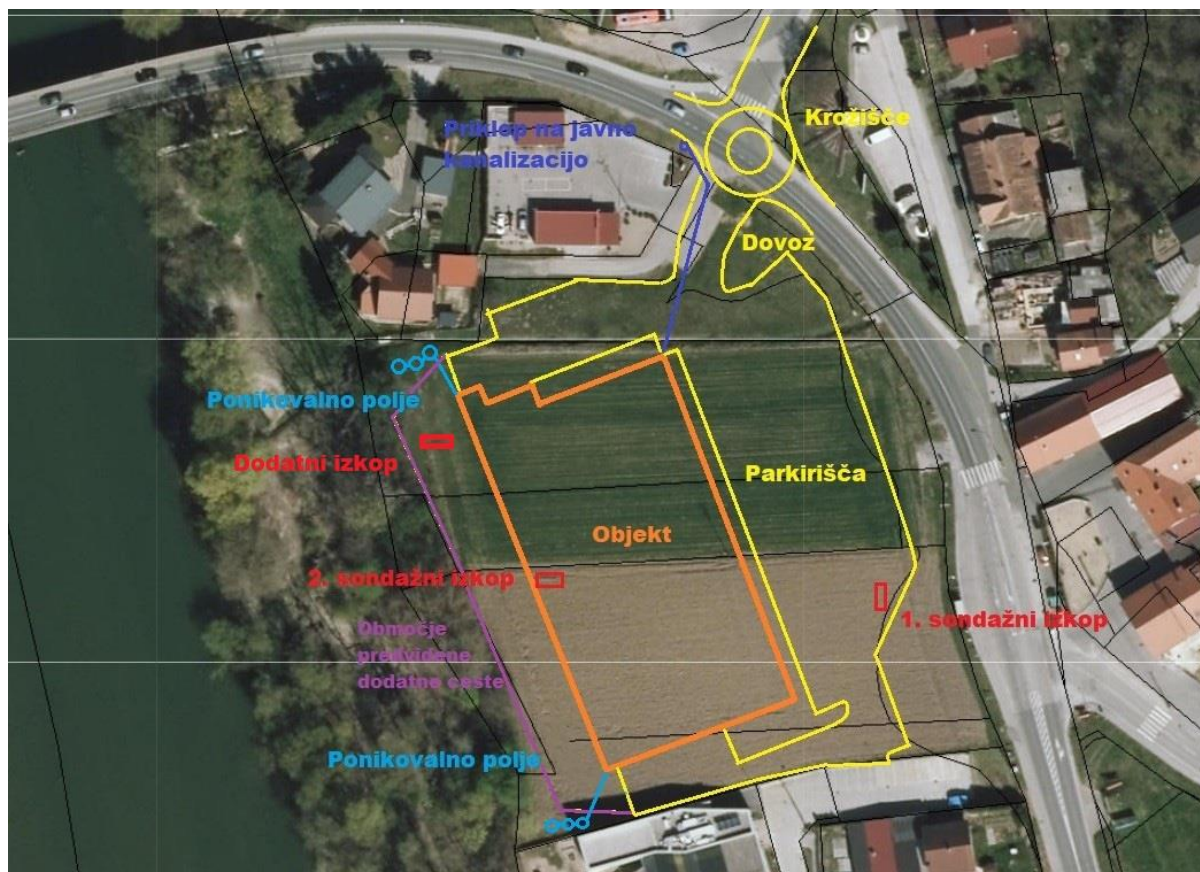 Krožišče
Priklop na javno
kanalizacijo
Dovoz
Ponikovalno polje
Dodatni izkop
Parkirišča
Objekt
2. sondažni izkop
1. sondažni izkop
Območje
predvidene
dodatne ceste
Ponikovalno polje